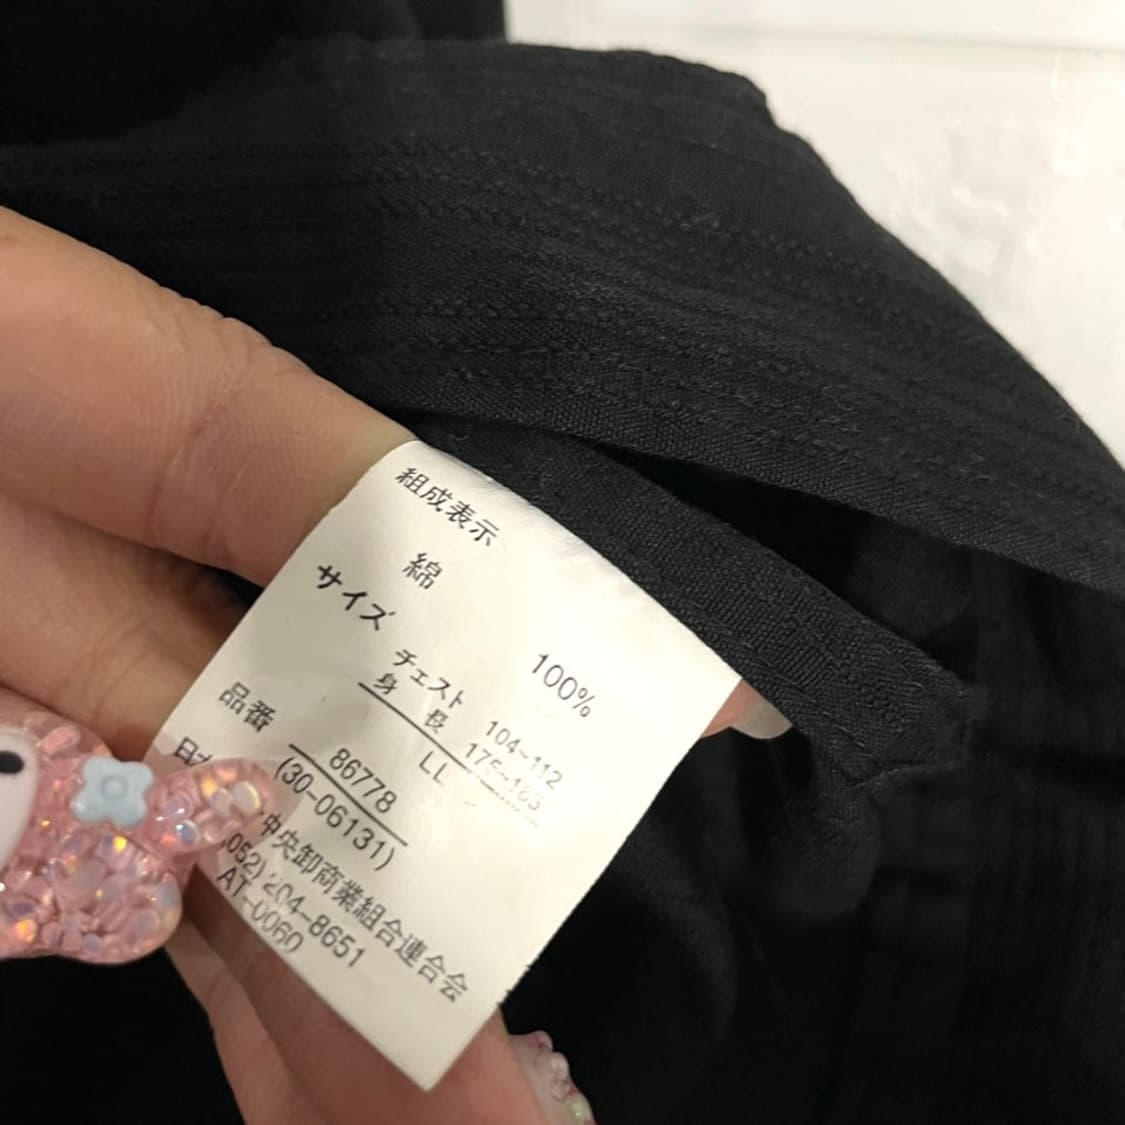 組成表示
綿 100%
サイズ
チェスト 104~112
身長 175~185
LL
品番 86778
(30-06131)
中央卸商業組合連合会
(052)204-8651
AT-0060